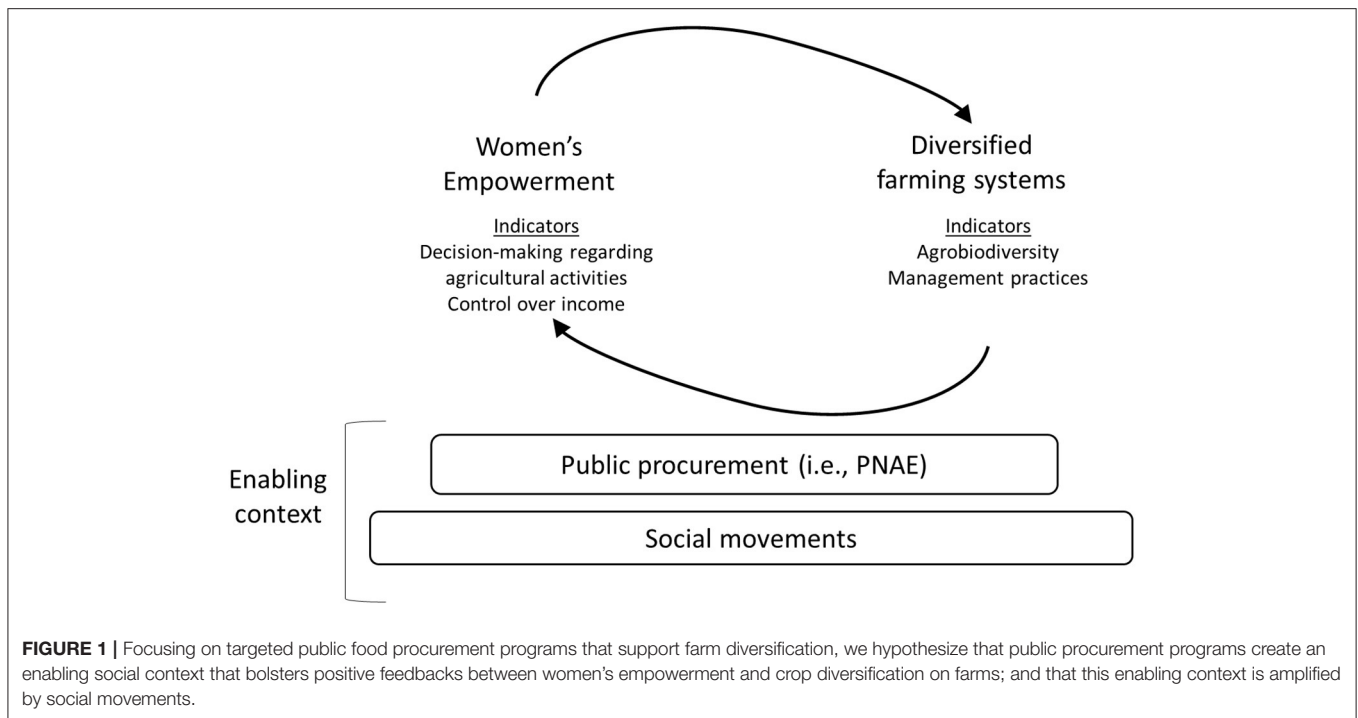 Women's
Empowerment
Indicators
Decision-making regarding
agricultural activities
Control over income
Diversified
farming systems
Indicators
Agrobiodiversity
Management practices
Enabling
context
Public procurement (i.e., PNAE)
Social movements
FIGURE 1 | Focusing on targeted public food procurement programs that support farm diversification, we hypothesize that public procurement programs create an
enabling social context that bolsters positive feedbacks between women's empowerment and crop diversification on farms; and that this enabling context is amplified
by social movements.